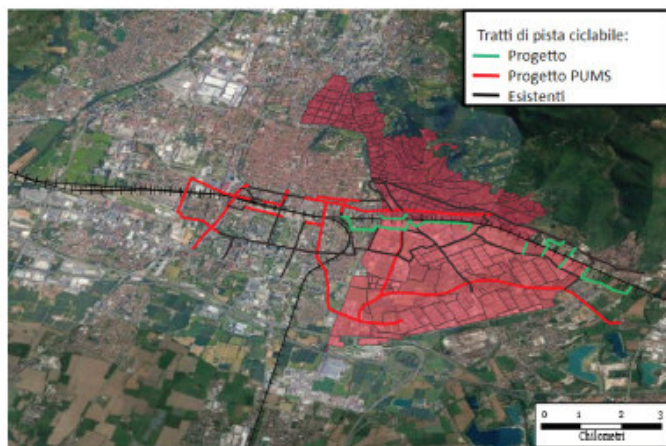 Tratti di pista ciclabile:
Progetto
Progetto PUMS
Esistenti
0 1 2 3
Chilometri